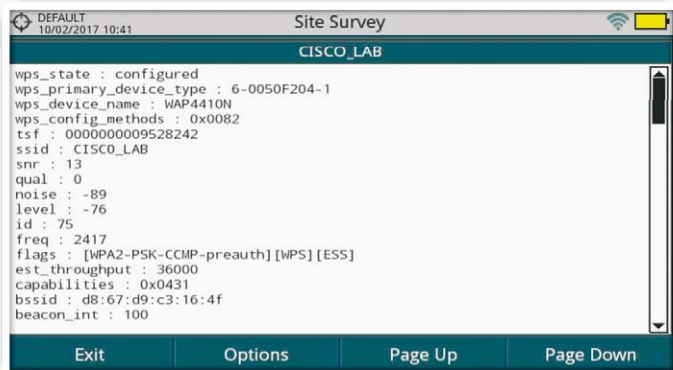 DEFAULT
10/02/2017 10:41
Site Survey
CISCO_LAB
wps_state : configured
wps_primary_device_type : 6-0050F204-1
wps_device_name : WAP4410N
wps_config_methods : 0x0082
tsf : 0000000009528242
ssid : CISCO_LAB
snr : 13
qual : 0
noise : -89
level : -76
id : 75
freq : 2417
flags : [WPA2-PSK-CCMP-preauth][WPS][ESS]
est_throughput : 36000
capabilities : 0x0431
bssid : d8:67:d9:c3:16:4f
beacon_int : 100
Exit
Options
Page Up
Page Down